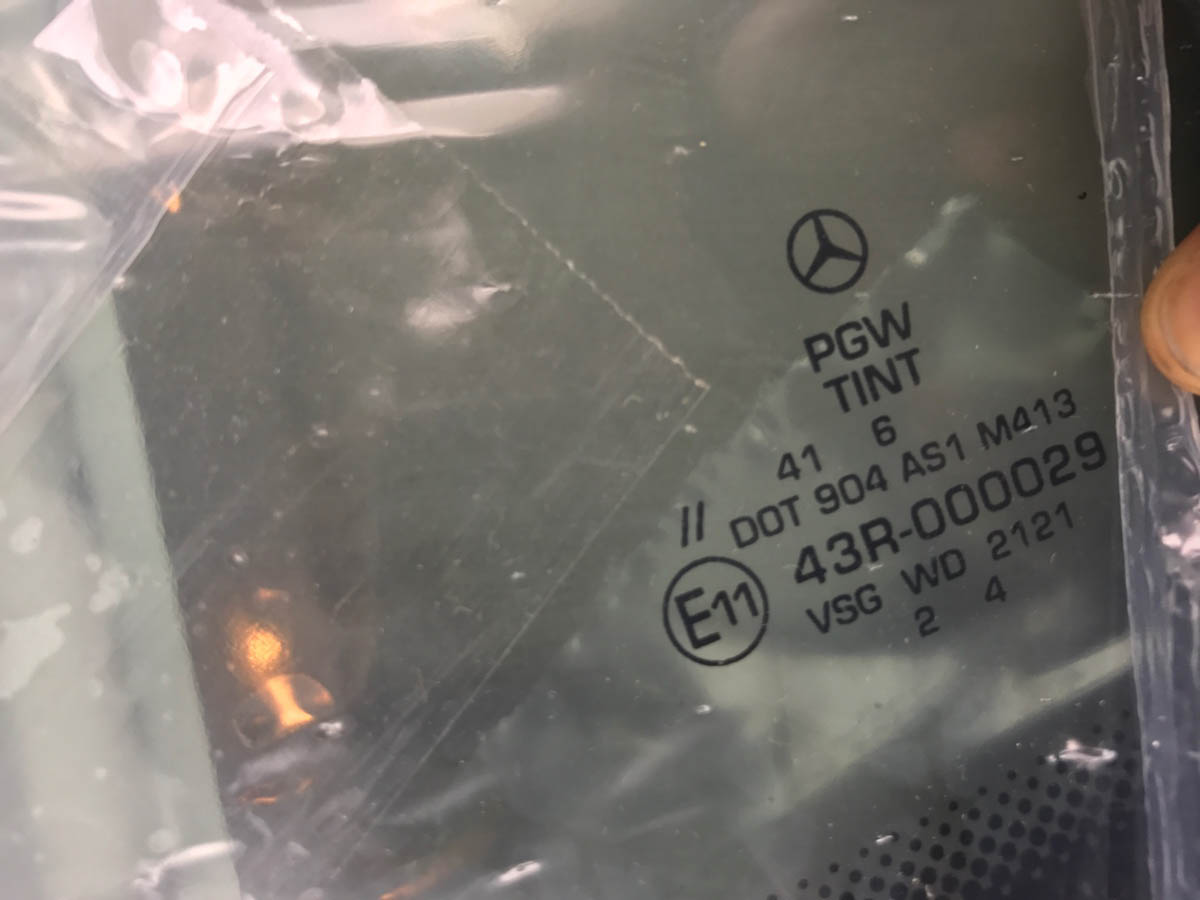 PGW
TINT
41 6
// DOT 904 AS1 M413
E11 43R-000029
VSG WD 2121
2 4